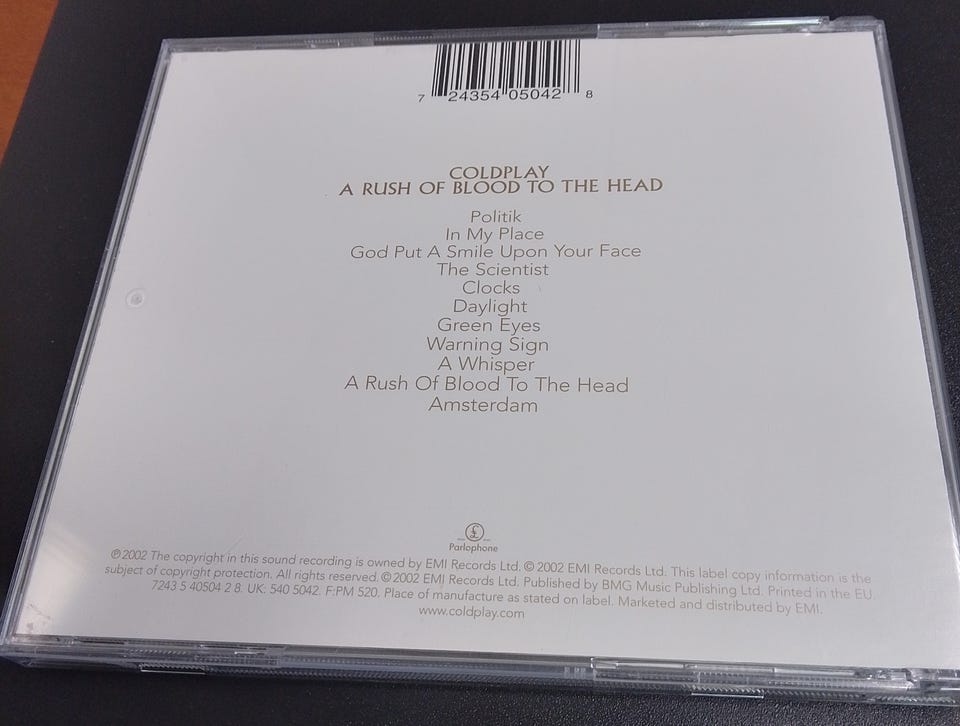 7 24354 05042 8
COLDPLAY
A RUSH OF BLOOD TO THE HEAD
Politik
In My Place
God Put A Smile Upon Your Face
The Scientist
Clocks
Daylight
Green Eyes
Warning Sign
A Whisper
A Rush Of Blood To The Head
Amsterdam
£
Parlophone
℗2002 The copyright in this sound recording is owned by EMI Records Ltd. ©2002 EMI Records Ltd. This label copy information is the
subject of copyright protection. All rights reserved. ©2002 EMI Records Ltd. Published by BMG Music Publishing Ltd. Printed in the EU.
7243 5 40504 2 8. UK: 540 5042. F:PM 520. Place of manufacture as stated on label. Marketed and distributed by EMI.
www.coldplay.com